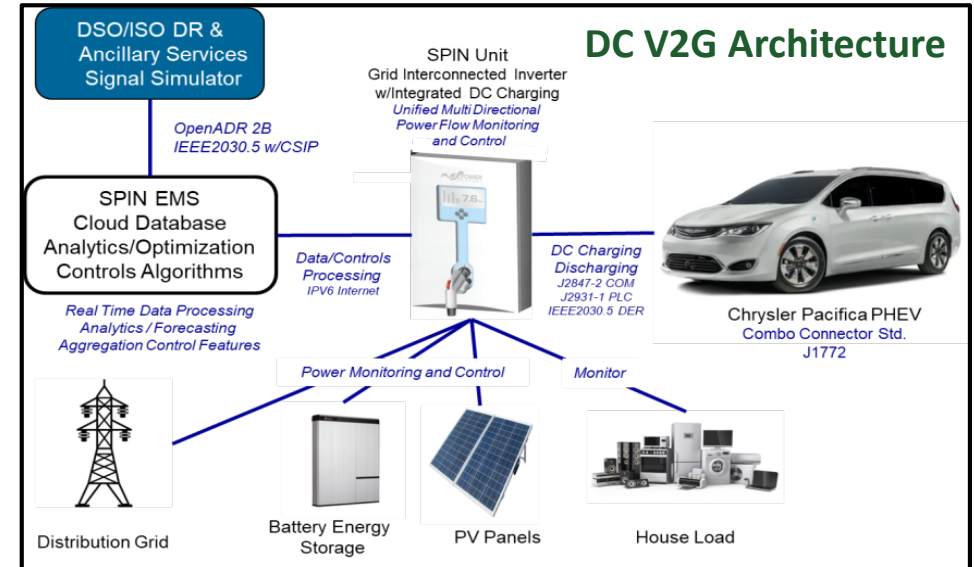 DC V2G Architecture
DSO/ISO DR &
Ancillary Services
Signal Simulator
OpenADR 2B
IEEE2030.5 w/CSIP
SPIN EMS
Cloud Database
Analytics/Optimization
Controls Algorithms
Real Time Data Processing
Analytics / Forecasting
Aggregation Control Features
Data/Controls
Processing
IPV6 Internet
SPIN Unit
Grid Interconnected Inverter
w/Integrated DC Charging
Unified Multi Directional
Power Flow Monitoring
and Control
7.6
DC Charging
Discharging
J2847-2 COM
J2931-1 PLC
IEEE2030.5 DER
Chrysler Pacifica PHEV
Combo Connector Std.
J1772
Power Monitoring and Control
Monitor
Distribution Grid
Battery Energy
Storage
PV Panels
House Load